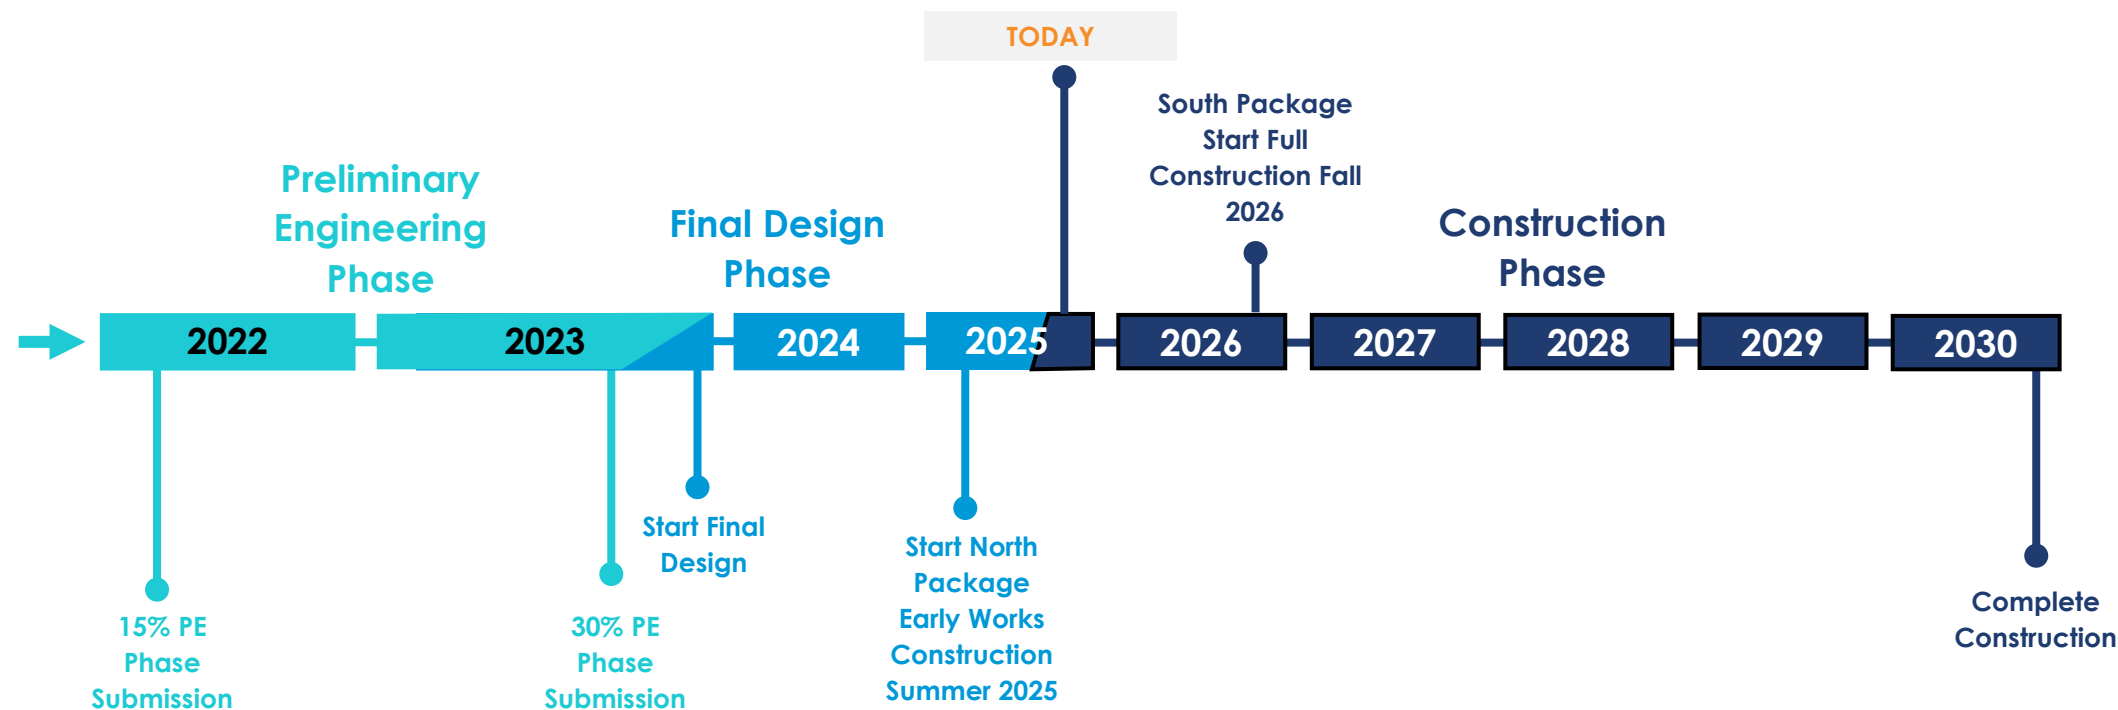 TODAY
South Package
Start Full
Construction Fall
2026
Preliminary
Engineering
Phase
Final Design
Phase
Construction
Phase
2022
2023
2024
2025
2026
2027
2028
2029
2030
15% PE
Phase
Submission
30% PE
Phase
Submission
Start Final
Design
Start North
Package
Early Works
Construction
Summer 2025
Complete
Construction